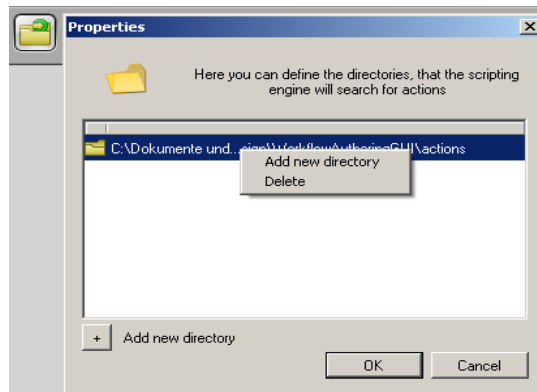 Properties
Here you can define the directories, that the scripting
engine will search for actions
C:\Dokumente und...\actions
Add new directory
Delete
+ Add new directory
OK Cancel